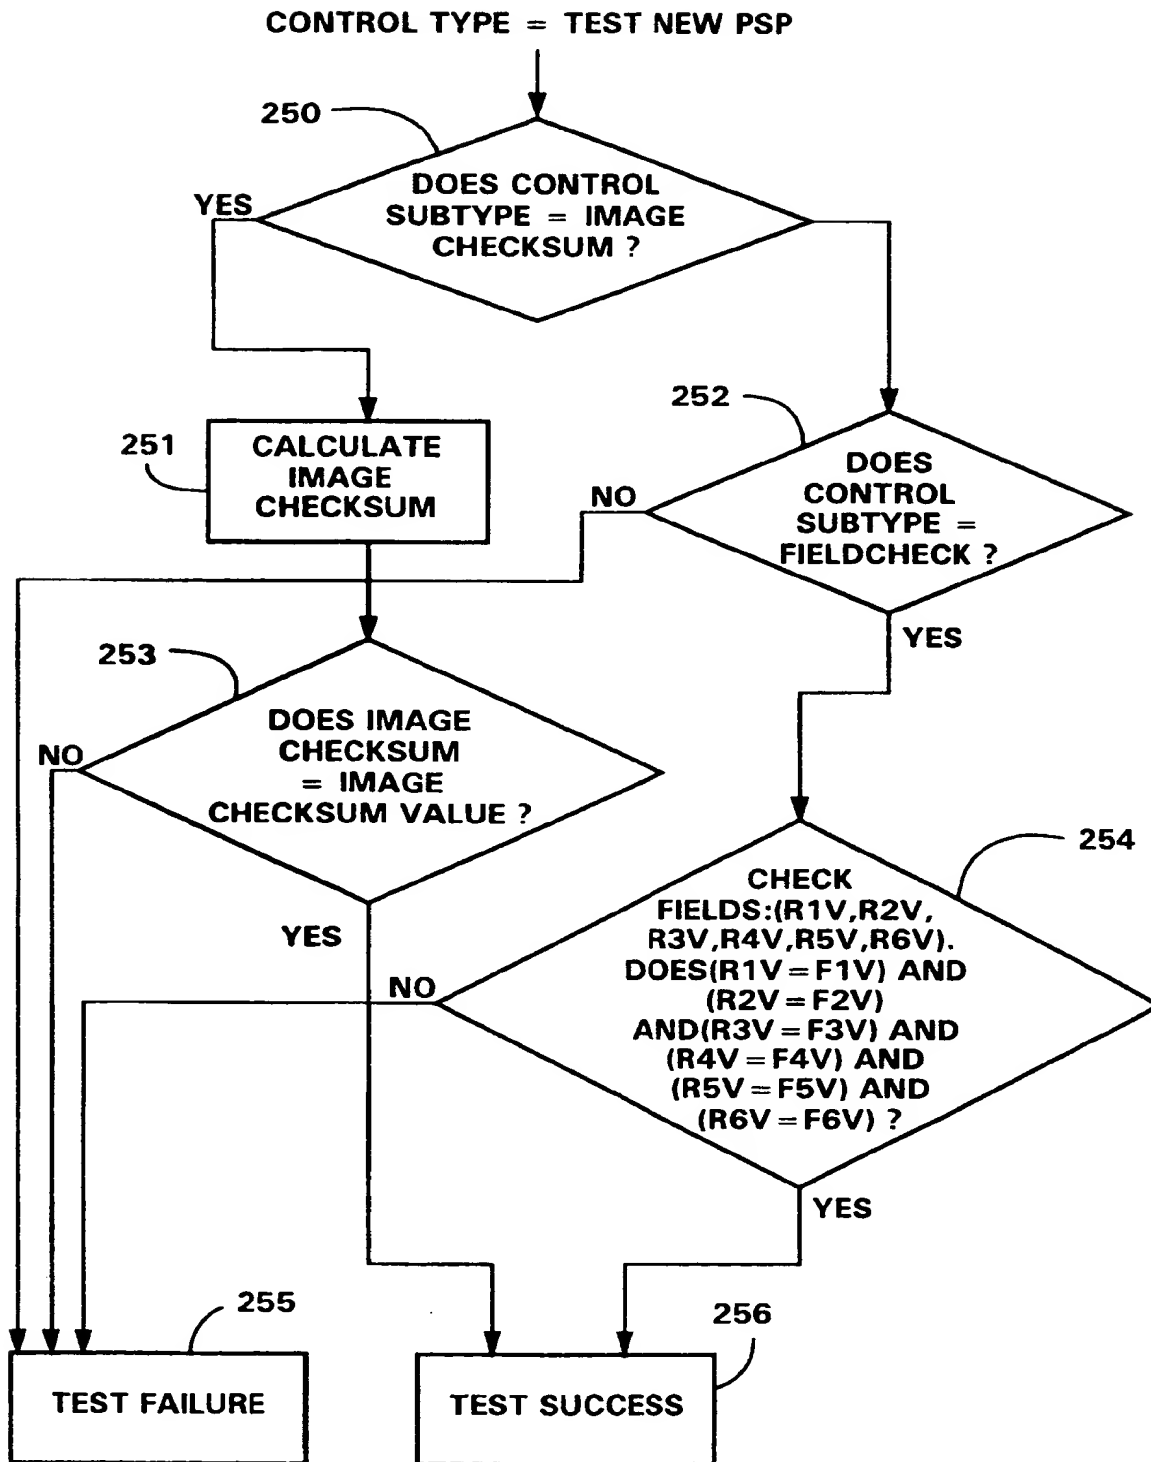 CONTROL TYPE = TEST NEW PSP
250
DOES CONTROL
SUBTYPE = IMAGE
CHECKSUM ?
YES
252
251
CALCULATE
IMAGE
CHECKSUM
DOES
CONTROL
SUBTYPE =
FIELDCHECK ?
NO
YES
253
DOES IMAGE
CHECKSUM
= IMAGE
CHECKSUM VALUE ?
NO
YES
254
CHECK
FIELDS:(R1V,R2V,
R3V,R4V,R5V,R6V).
DOES(R1V=F1V) AND
(R2V=F2V)
AND(R3V=F3V) AND
(R4V=F4V) AND
(R5V=F5V) AND
(R6V=F6V) ?
NO
YES
255
TEST FAILURE
256
TEST SUCCESS